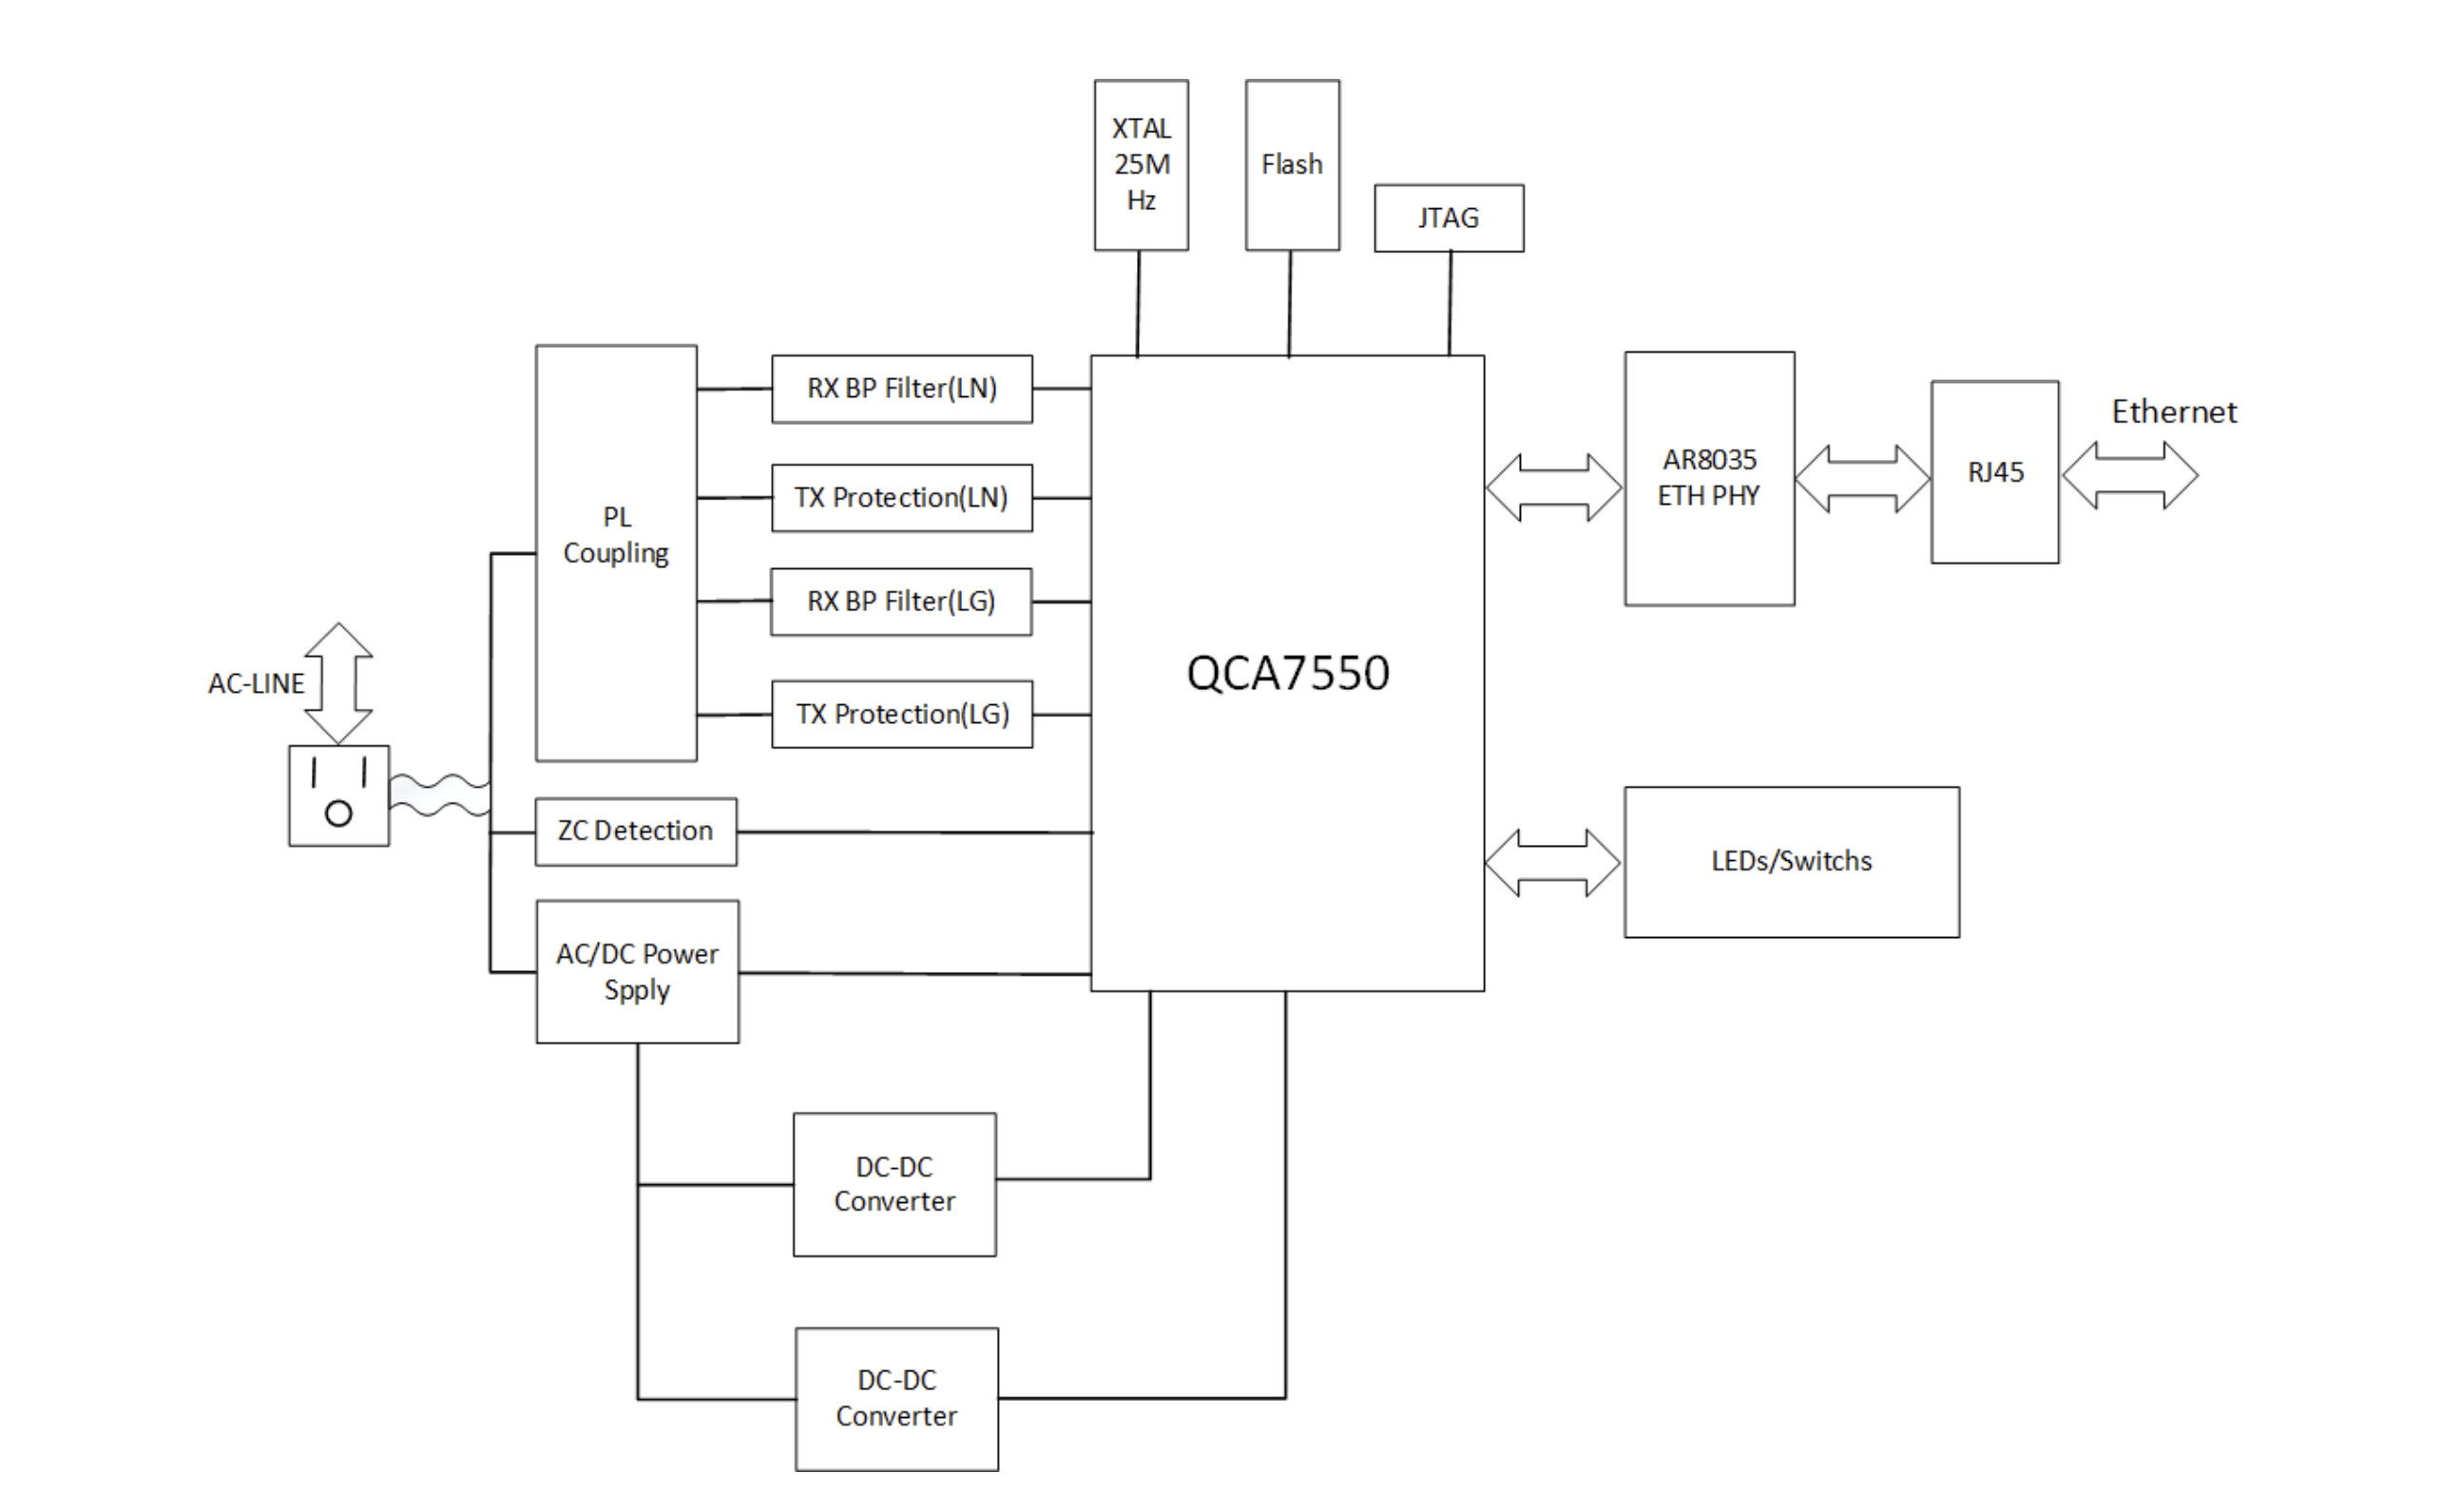 XTAL
25M
Hz
Flash
JTAG
PL
Coupling
RX BP Filter(LN)
TX Protection(LN)
RX BP Filter(LG)
TX Protection(LG)
QCA7550
AR8035
ETH PHY
RJ45
Ethernet
AC-LINE
ZC Detection
LEDs/Switchs
AC/DC Power
Spply
DC-DC
Converter
DC-DC
Converter